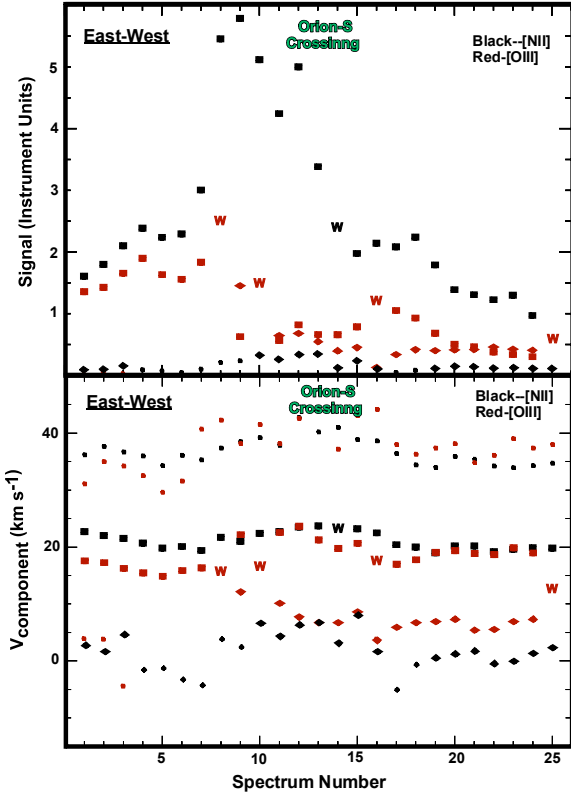 East-West
Orion-S
Crossinng
Black--[NII]
Red-[OIII]
Signal (Instrument Units)
5
4
3
2
1
W
W
W
W
W
East-West
Orion-S
Crossinng
Black--[NII]
Red-[OIII]
Vcomponent (km s-1)
40
20
0
W
W
W
W
W
5
10
15
20
25
Spectrum Number